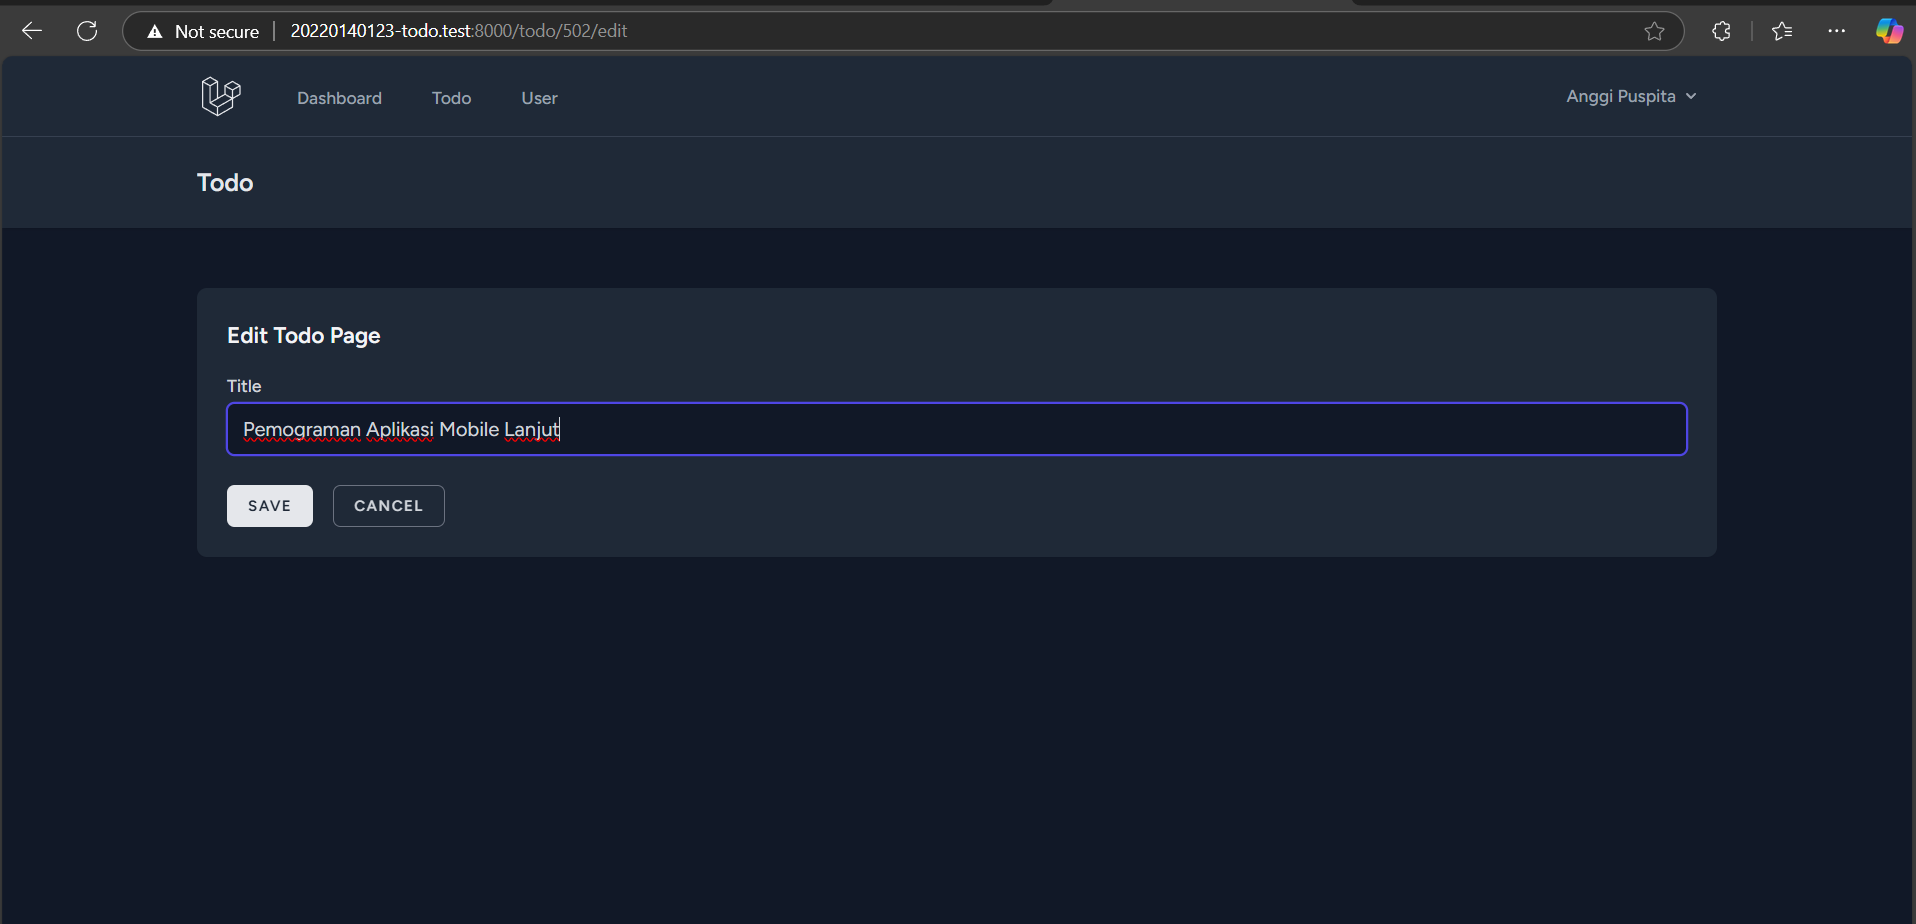 Not secure 20220140123-todo.test:8000/todo/502/edit
Dashboard Todo User Anggi Puspita
Todo
Edit Todo Page
Title
Pemograman Aplikasi Mobile Lanjut
SAVE CANCEL